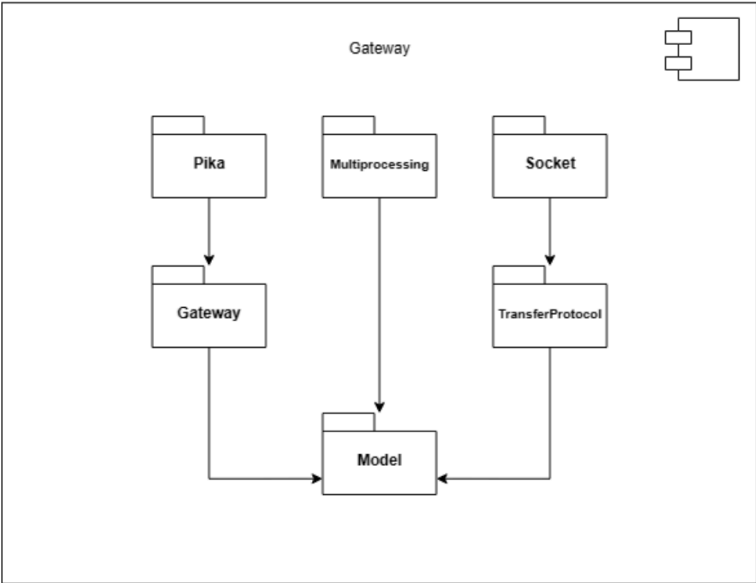 Gateway
Pika
Multiprocessing
Socket
Gateway
TransferProtocol
Model